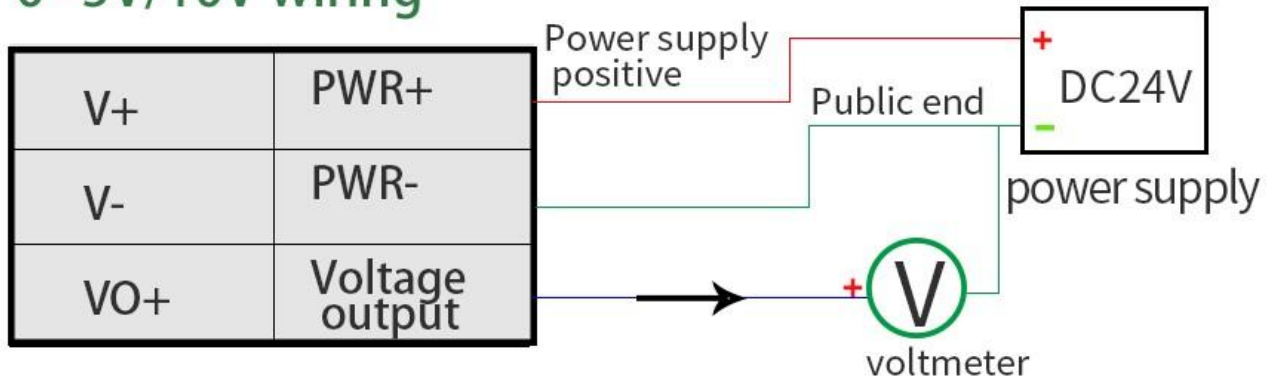 Power supply
positive
+
V+ PWR+
DC24V
Public end
-
V- PWR-
power supply
VO+ Voltage
output
+
V
voltmeter